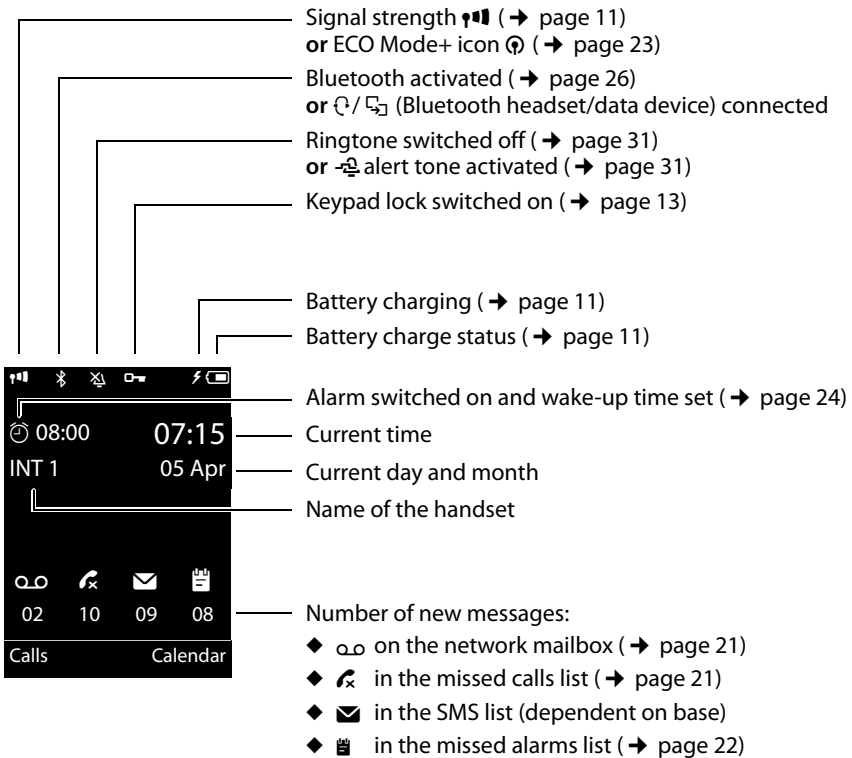 Signal strength (➔ page 11)
or ECO Mode+ icon (➔ page 23)
Bluetooth activated (➔ page 26)
or / (Bluetooth headset/data device) connected
Ringtone switched off (➔ page 31)
or alert tone activated (➔ page 31)
Keypad lock switched on (➔ page 13)
Battery charging (➔ page 11)
Battery charge status (➔ page 11)
Alarm switched on and wake-up time set (➔ page 24)
08:00 07:15
Current time
INT 1 05 Apr
Current day and month
Name of the handset
02 10 09 08
Number of new messages:
◆ on the network mailbox (➔ page 21)
Calls Calendar
◆ in the missed calls list (➔ page 21)
◆ in the SMS list (dependent on base)
◆ in the missed alarms list (➔ page 22)